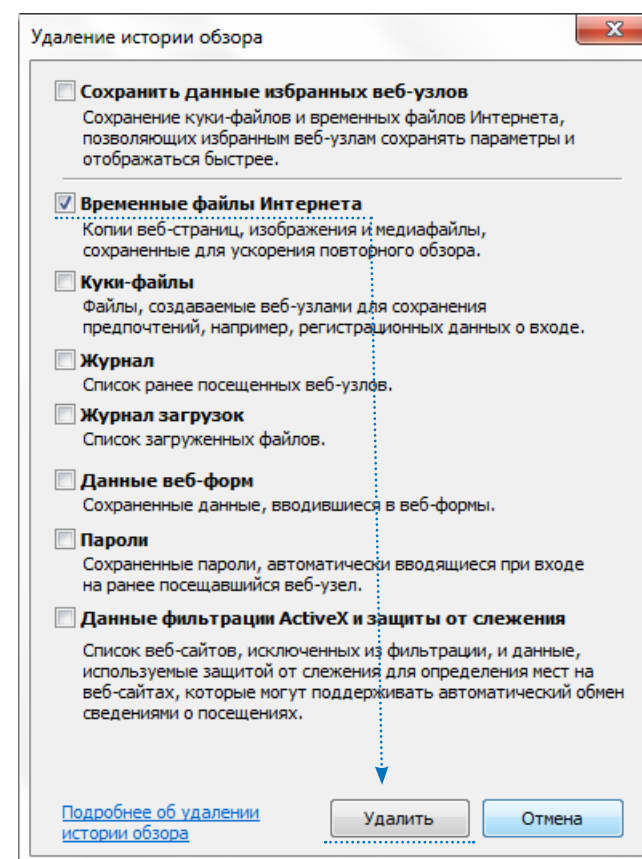 Удаление истории обзора
Сохранить данные избранных веб-узлов
Сохранение куки-файлов и временных файлов Интернета,
позволяющих избранным веб-узлам сохранять параметры и
отображаться быстрее.
Временные файлы Интернета
Копии веб-страниц, изображения и медиафайлы,
сохраненные для ускорения повторного обзора.
Куки-файлы
Файлы, создаваемые веб-узлами для сохранения
предпочтений, например, регистрационных данных о входе.
Журнал
Список ранее посещенных веб-узлов.
Журнал загрузок
Список загруженных файлов.
Данные веб-форм
Сохраненные данные, вводившиеся в веб-формы.
Пароли
Сохраненные пароли, автоматически вводящиеся при входе
на ранее посещавшийся веб-узел.
Данные фильтрации ActiveX и защиты от слежения
Список веб-сайтов, исключенных из фильтрации, и данные,
используемые защитой от слежения для определения мест на
веб-сайтах, которые могут поддерживать автоматический обмен
сведениями о посещениях.
Подробнее об удалении
истории обзора
Удалить
Отмена